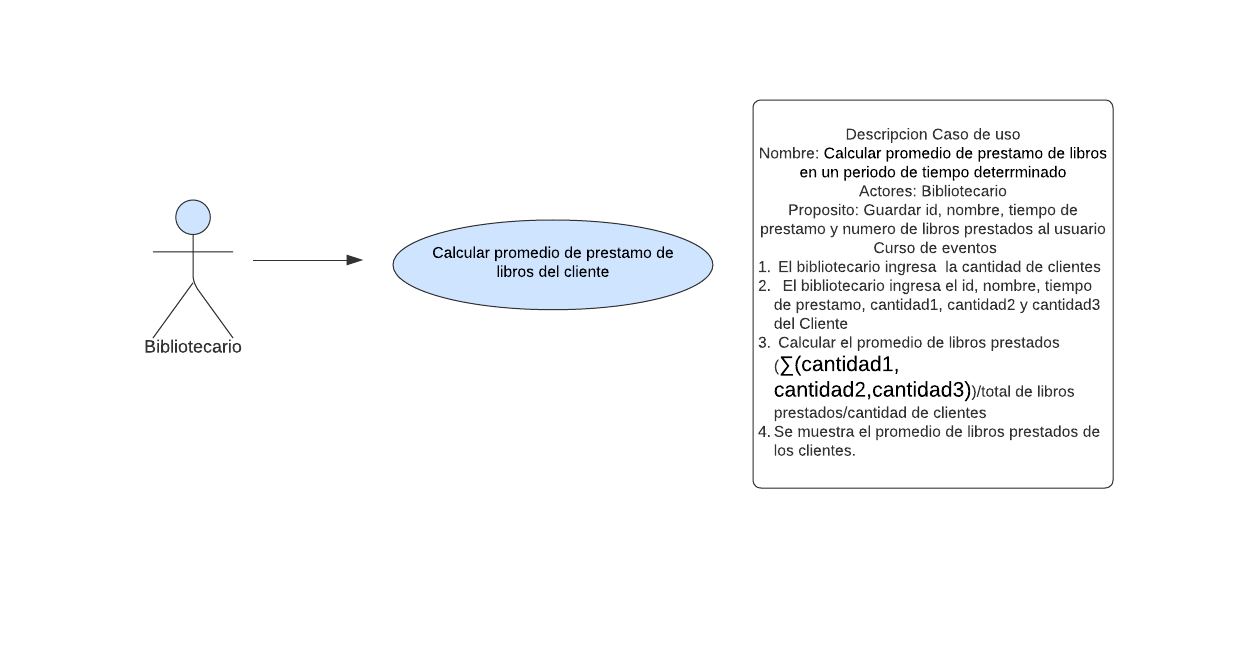 Bibliotecario
Calcular promedio de prestamo de
libros del cliente
Descripcion Caso de uso
Nombre: Calcular promedio de prestamo de libros
en un periodo de tiempo deterrminado
Actores: Bibliotecario
Proposito: Guardar id, nombre, tiempo de
prestamo y numero de libros prestados al usuario
Curso de eventos
1. El bibliotecario ingresa la cantidad de clientes
2. El bibliotecario ingresa el id, nombre, tiempo
de prestamo, cantidad1, cantidad2 y cantidad3
del Cliente
3. Calcular el promedio de libros prestados
(∑(cantidad1,
cantidad2,cantidad3))/total de libros
prestados/cantidad de clientes
4. Se muestra el promedio de libros prestados de
los clientes.